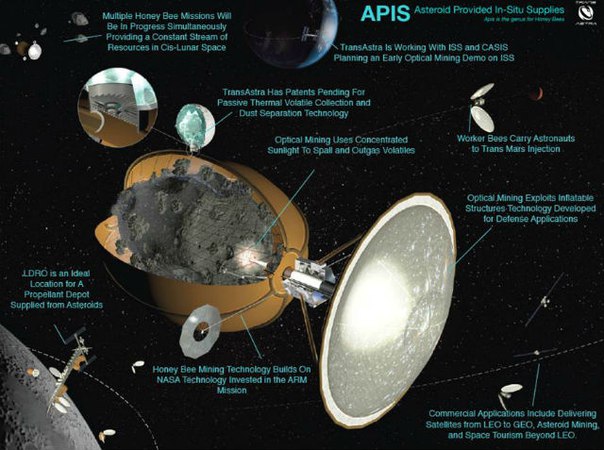 APIS Asteroid Provided In-Situ Supplies
Apis is the genus for Honey Bees
TRANS
ASTRA
Multiple Honey Bee Missions Will
Be In Progress Simultaneously
Providing a Constant Stream of
Resources in Cis-Lunar Space
TransAstra Is Working With ISS and CASIS
Planning an Early Optical Mining Demo on ISS
TransAstra Has Patents Pending For
Passive Thermal Volatile Collection and
Dust Separation Technology
Optical Mining Uses Concentrated
Sunlight To Spall and Outgas Volatiles
Worker Bees Carry Astronauts
to Trans Mars Injection
Optical Mining Exploits Inflatable
Structures Technology Developed
for Defense Applications
LDRO is an Ideal
Location for A
Propellant Depot
Supplied from Asteroids
Honey Bee Mining Technology Builds On
NASA Technology Invested in the ARM
Mission
Commercial Applications Include Delivering
Satellites from LEO to GEO, Asteroid Mining,
and Space Tourism Beyond LEO.